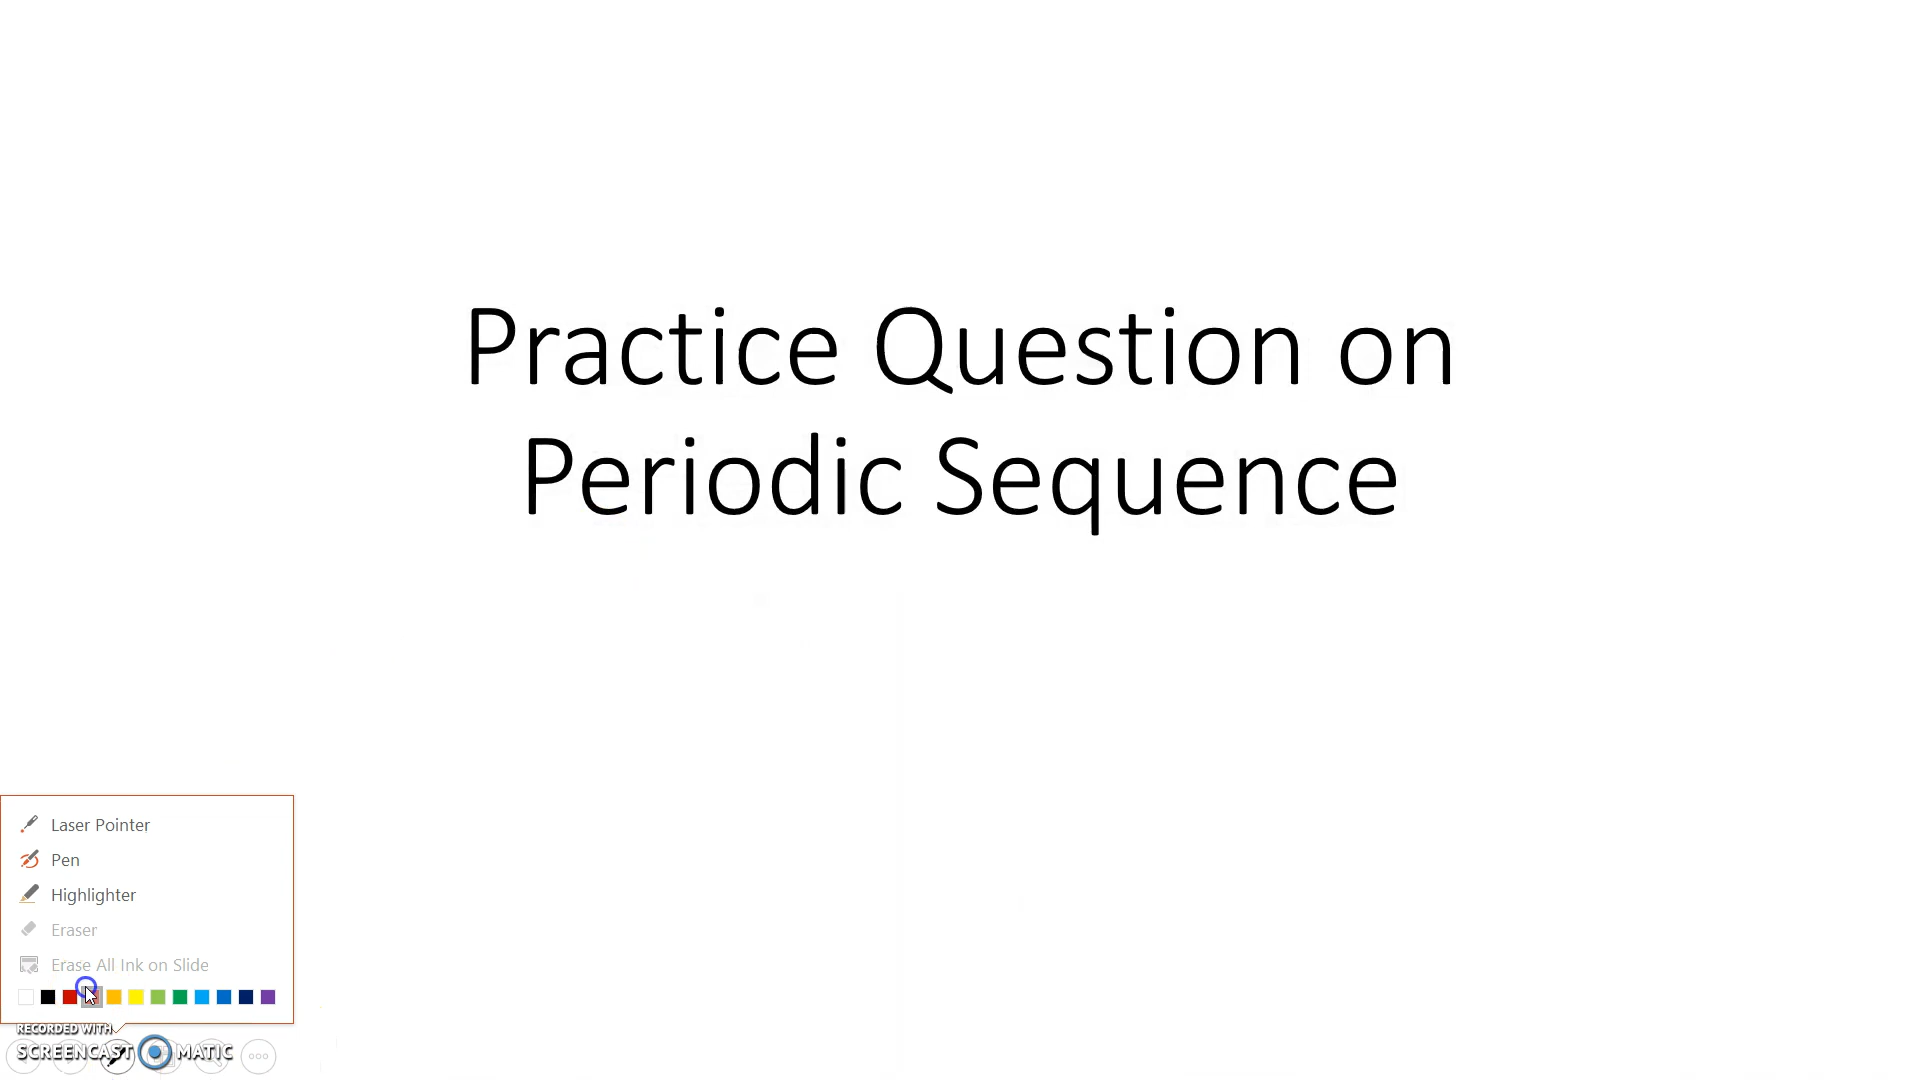 Practice Question on
Periodic Sequence
Laser Pointer
Pen
Highlighter
Eraser
Erase All Ink on Slide
RECORDED WITH
SCREENCAST MATIC